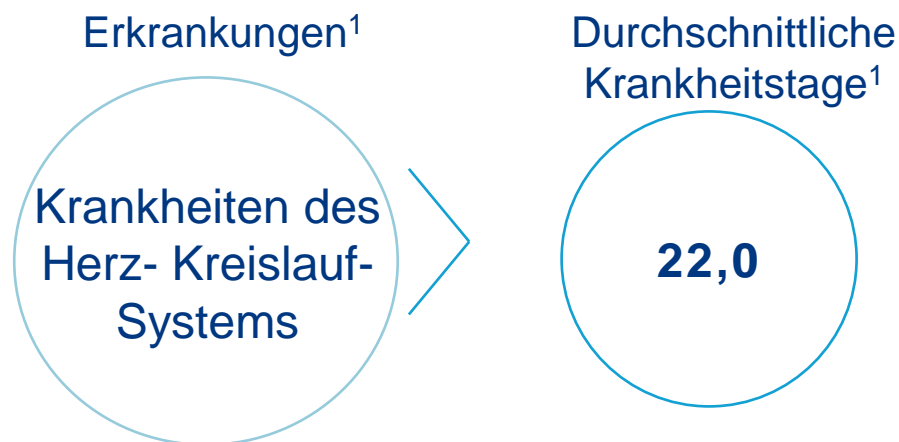 Erkrankungen¹
Durchschnittliche
Krankheitstage¹
Krankheiten des
Herz- Kreislauf-
Systems
22,0